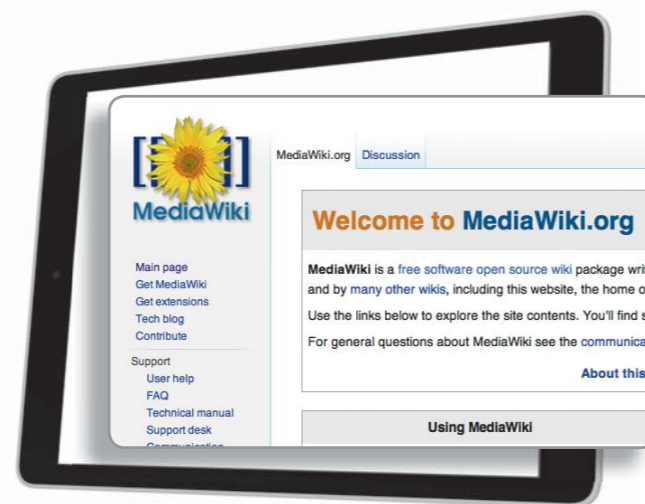 [[ ]]
MediaWiki
MediaWiki.org Discussion
Welcome to MediaWiki.org
Main page
Get MediaWiki
Get extensions
Tech blog
Contribute
Support
User help
FAQ
Technical manual
Support desk
MediaWiki is a free software open source wiki package
and by many other wikis, including this website, the home
Use the links below to explore the site contents. You'll find
For general questions about MediaWiki see the
About this
Using MediaWiki